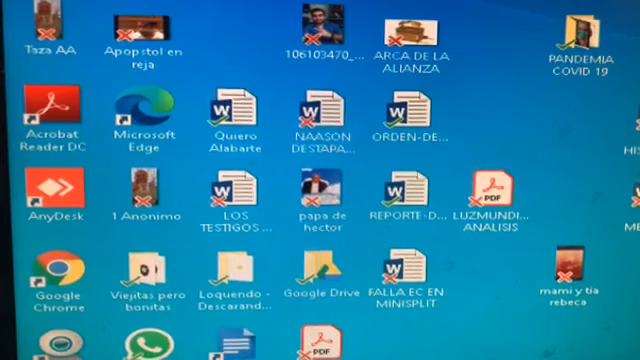 Taza AA
Apopstol en
reja
106103470_...
ARCA DE LA
ALIANZA
PANDEMIA
COVID 19
Acrobat
Reader DC
Microsoft
Edge
W
Quiero
Alabarte
W
NAASON
DESTAPA...
W
ORDEN-DE...
AnyDesk
1 Anonimo
W
LOS
TESTIGOS ...
papa de
hector
W
REPORTE-D...
PDF
LUZMUNDI...
ANALISIS
Google
Chrome
Viejitas pero
bonitas
Loquendo -
Descarand...
Google Drive
W
FALLA EC EN
MINISPLIT
mami y tia
rebeca
PDF